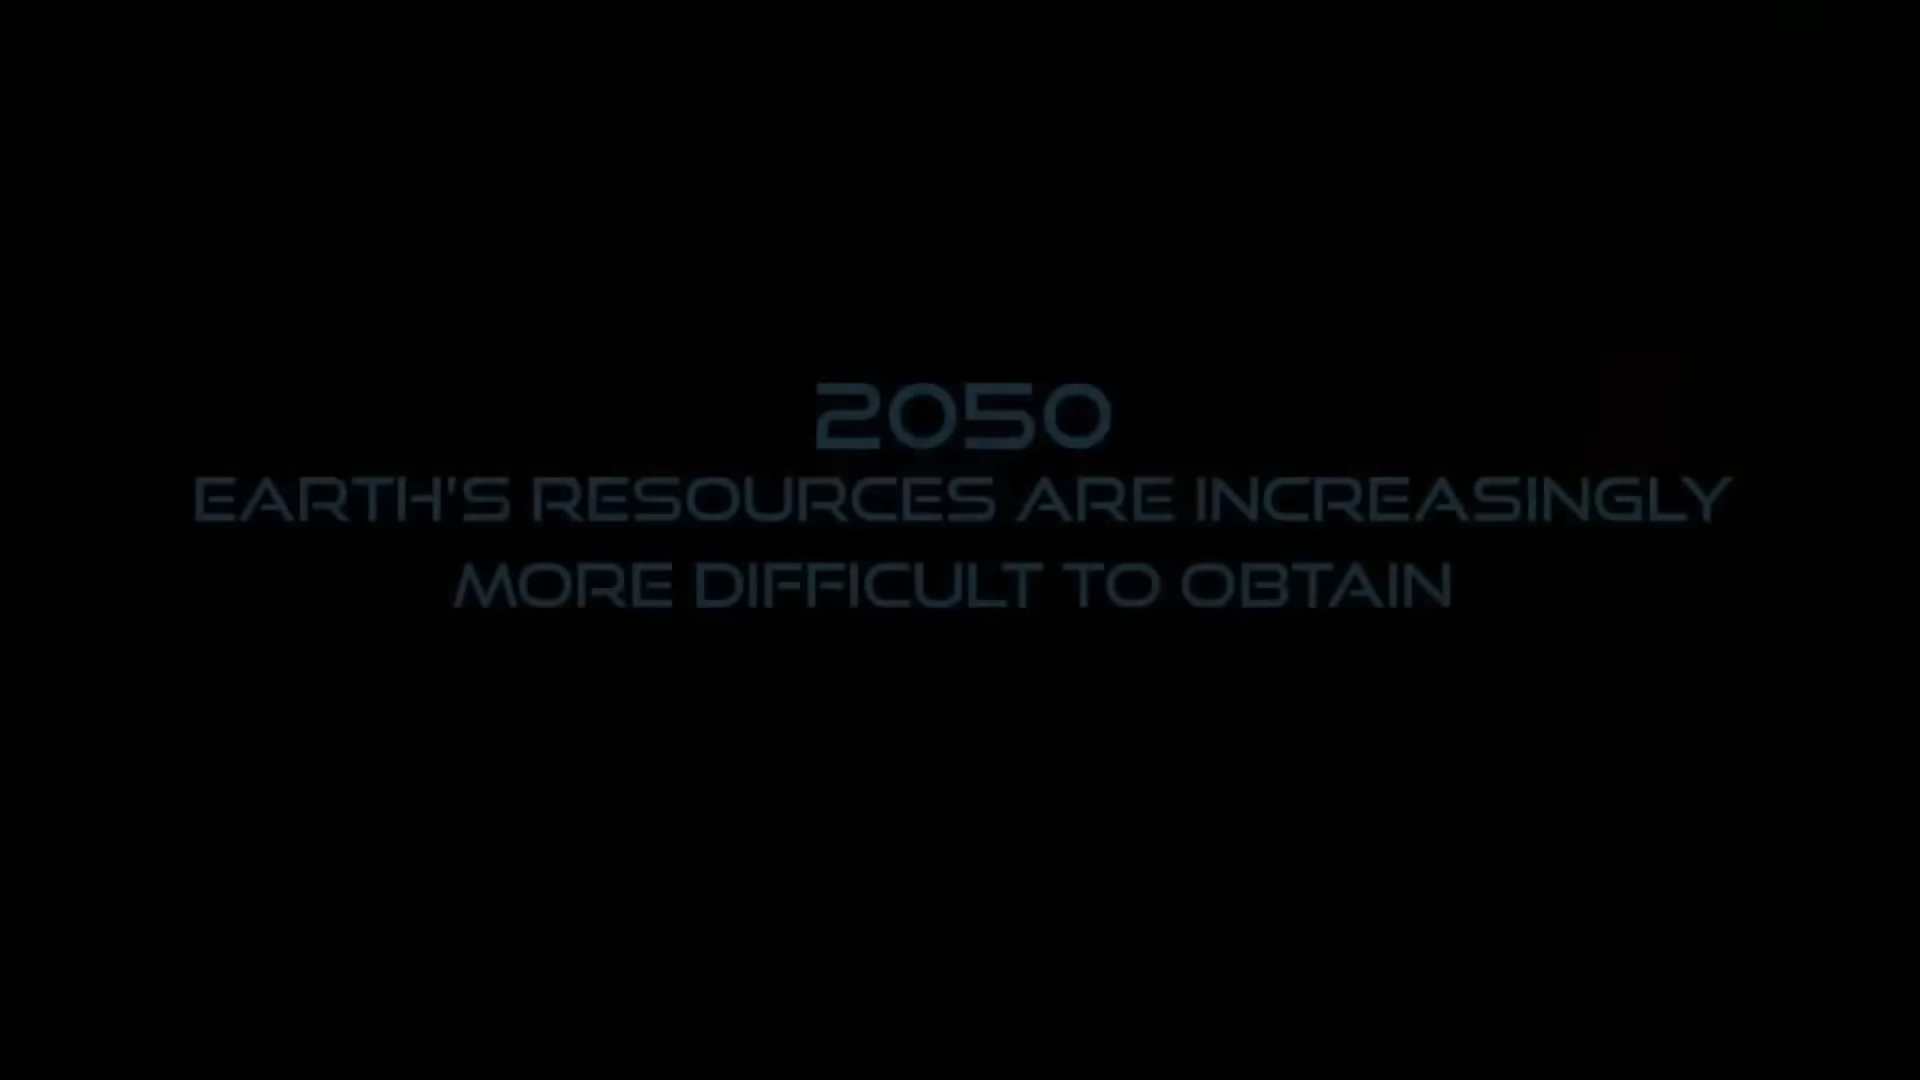 2050
EARTH'S RESOURCES ARE INCREASINGLY
MORE DIFFICULT TO OBTAIN